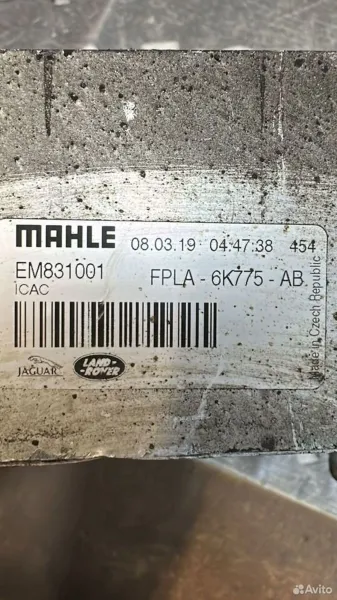 MAHLE 08.03.19 04:47:38 454
EM831001 FPLA - 6K775 - AB
ICAC
JAGUAR LAND-ROVER
Made in Czech Republic
Avito